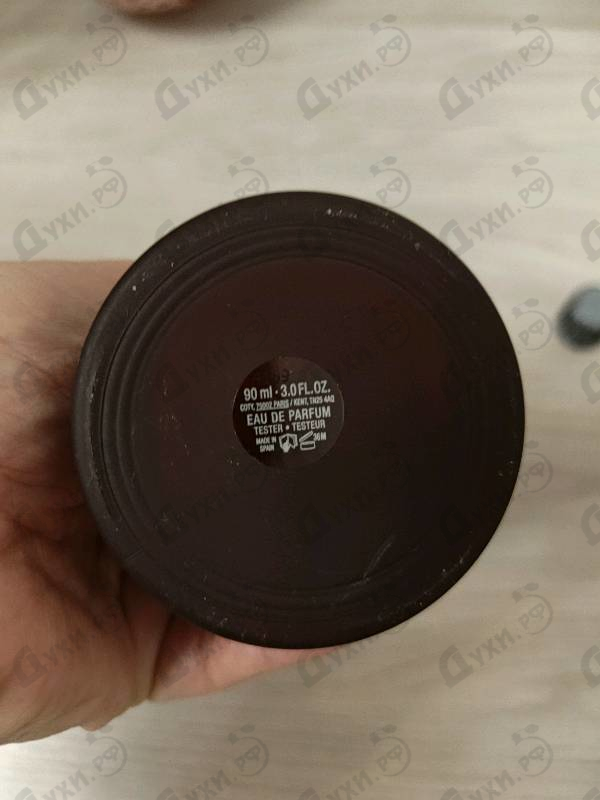 90 ml · 3.0 FL.OZ.
COTY, 75002 PARIS / KENT, TN25 4AQ
EAU DE PARFUM
TESTER • TESTEUR
MADE IN
SPAIN
36M
Духи.рф